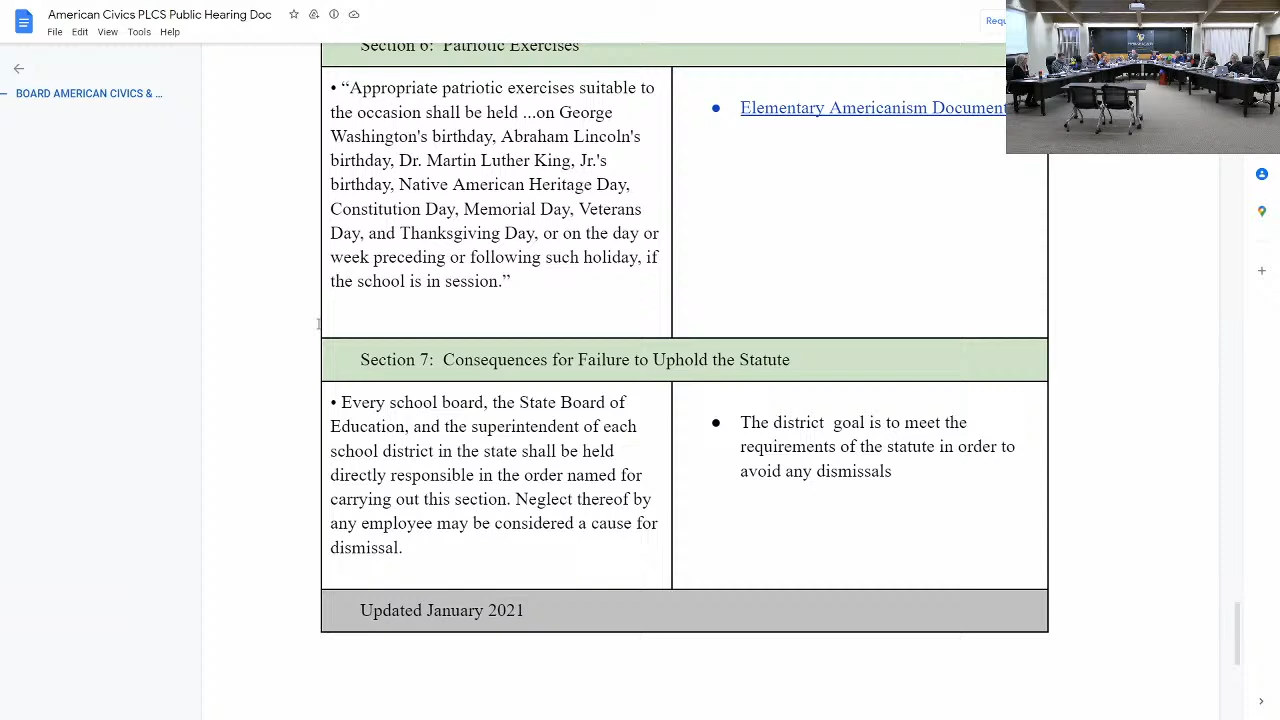 American Civics PLCS Public Hearing Doc
File Edit View Tools Help
Requ
BOARD AMERICAN CIVICS & ...
Section 6: Patriotic Exercises
• “Appropriate patriotic exercises suitable to
the occasion shall be held ...on George
Washington's birthday, Abraham Lincoln's
birthday, Dr. Martin Luther King, Jr.'s
birthday, Native American Heritage Day,
Constitution Day, Memorial Day, Veterans
Day, and Thanksgiving Day, or on the day or
week preceding or following such holiday, if
the school is in session.”
● Elementary Americanism Document
Section 7: Consequences for Failure to Uphold the Statute
• Every school board, the State Board of
Education, and the superintendent of each
school district in the state shall be held
directly responsible in the order named for
carrying out this section. Neglect thereof by
any employee may be considered a cause for
dismissal.
● The district goal is to meet the
requirements of the statute in order to
avoid any dismissals
Updated January 2021